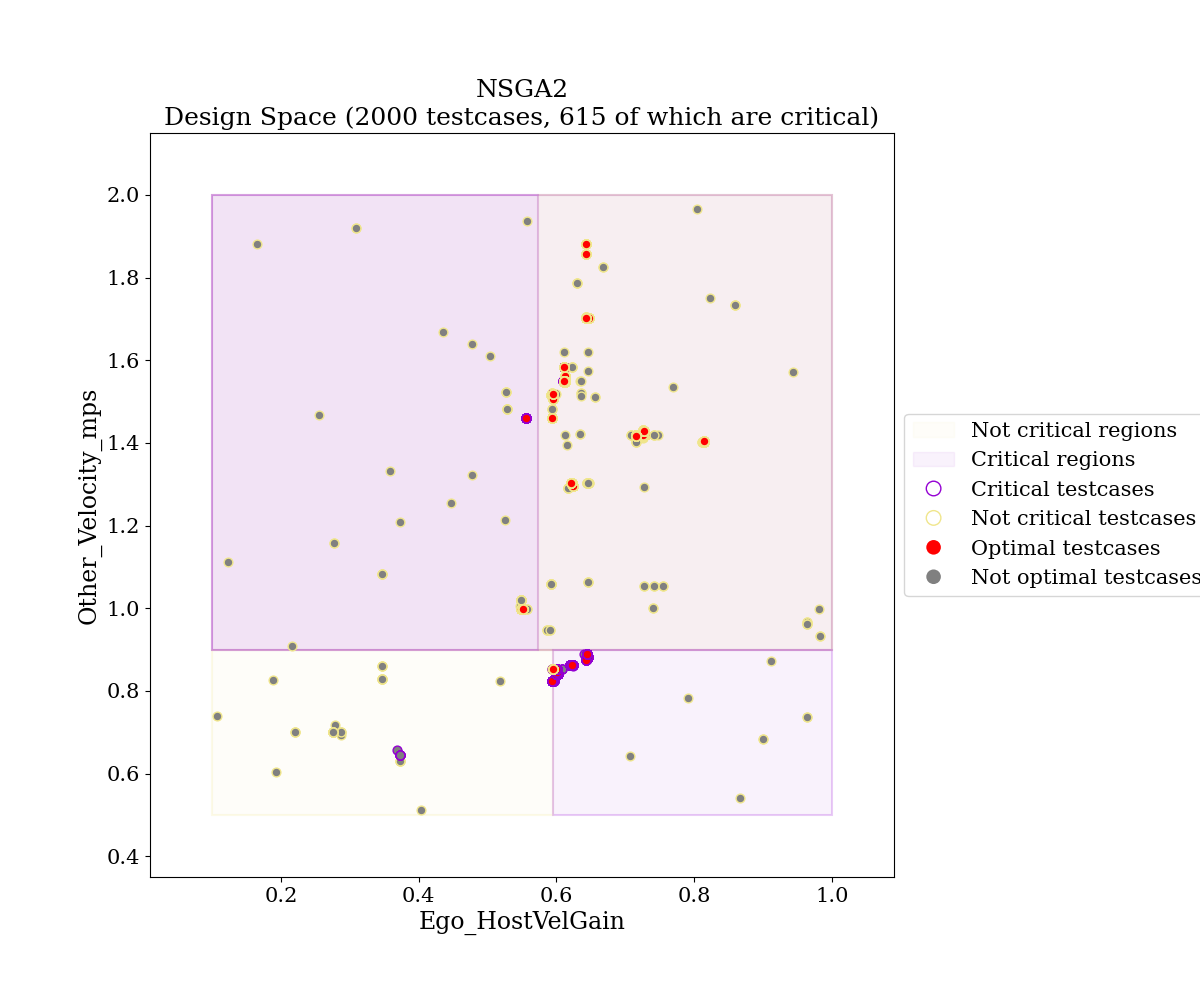 NSGA2
Design Space (2000 testcases, 615 of which are critical)
Other_Velocity_mps
2.0
1.8
1.6
1.4
1.2
1.0
0.8
0.6
0.4
0.2
0.4
0.6
0.8
1.0
Ego_HostVelGain
Not critical regions
Critical regions
Critical testcases
Not critical testcases
Optimal testcases
Not optimal testcases